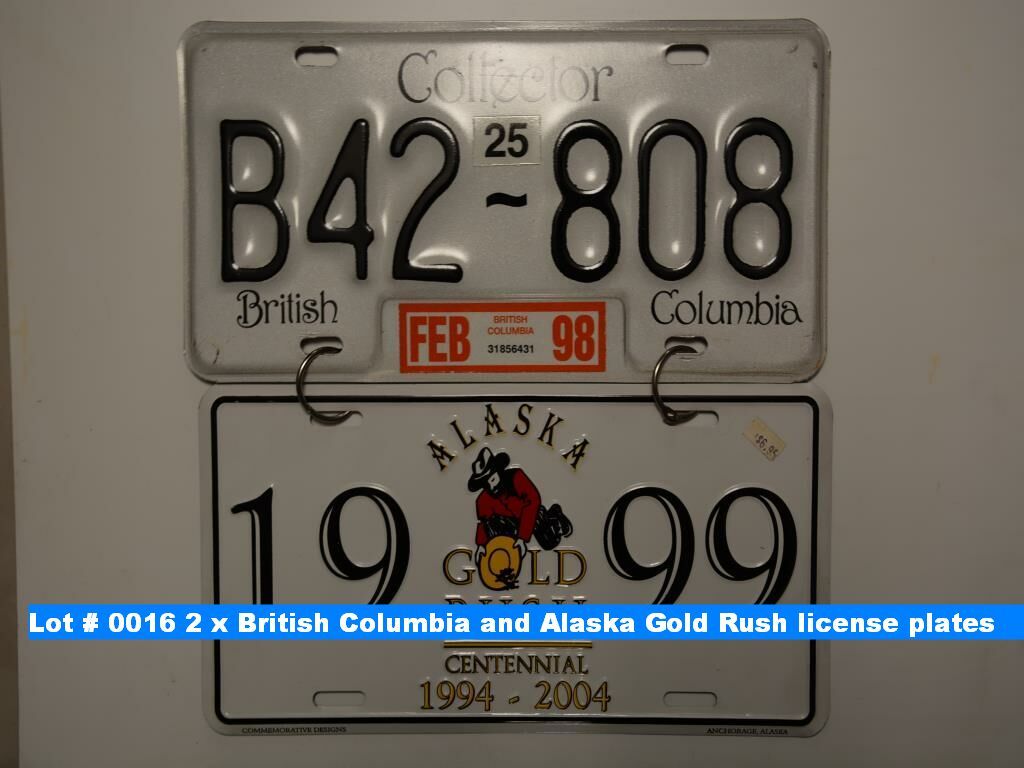 Collector
25
B42~808
British Columbia
FEB BRITISH COLUMBIA 31856431 98
ALASKA
$6.95
19 99
GOLD
RUSH
Lot # 0016 2 x British Columbia and Alaska Gold Rush license plates
CENTENNIAL
1994 - 2004
COMMEMORATIVE DESIGNS ANCHORAGE, ALASKA